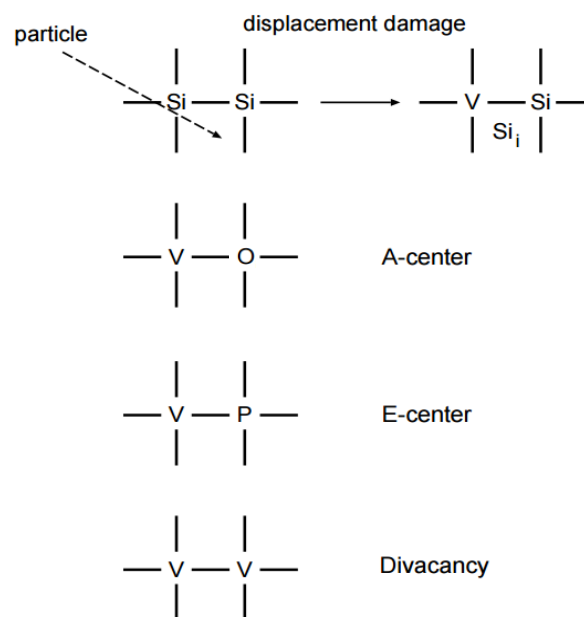 particle
displacement damage
Si Si V Si
Si i
V O A-center
V P E-center
V V Divacancy